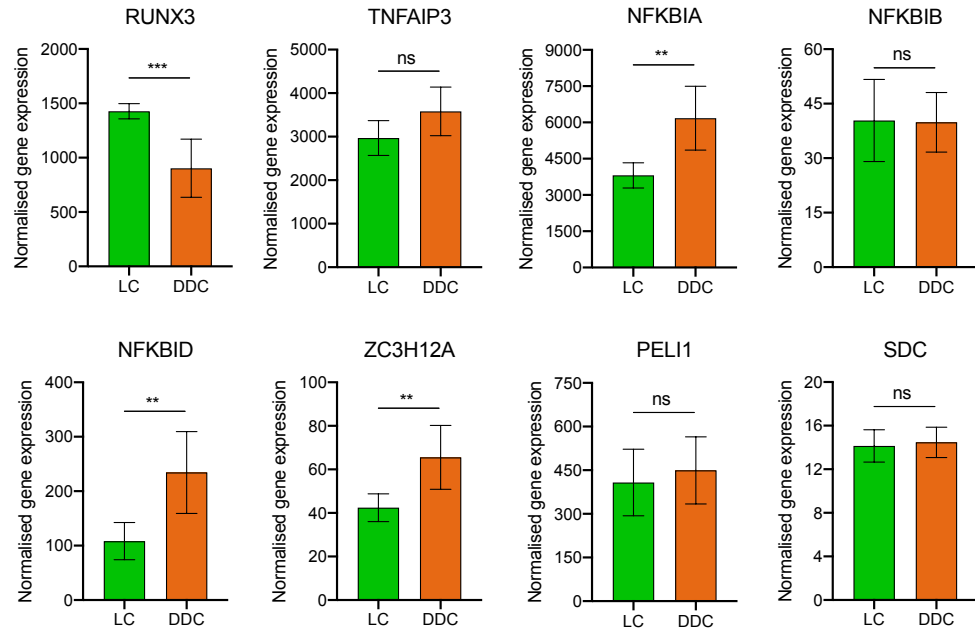 RUNX3
Normalised gene expression
2000
1500
1000
500
0
***
LC DDC
TNFAIP3
Normalised gene expression
5000
4000
3000
2000
1000
0
ns
LC DDC
NFKBIA
Normalised gene expression
9000
7500
6000
4500
3000
1500
0
**
LC DDC
NFKBIB
Normalised gene expression
60
45
30
15
0
ns
LC DDC
NFKBID
Normalised gene expression
400
300
200
100
0
**
LC DDC
ZC3H12A
Normalised gene expression
100
80
60
40
20
0
**
LC DDC
PELI1
Normalised gene expression
750
600
450
300
150
0
ns
LC DDC
SDC
Normalised gene expression
20
16
12
8
4
0
ns
LC DDC